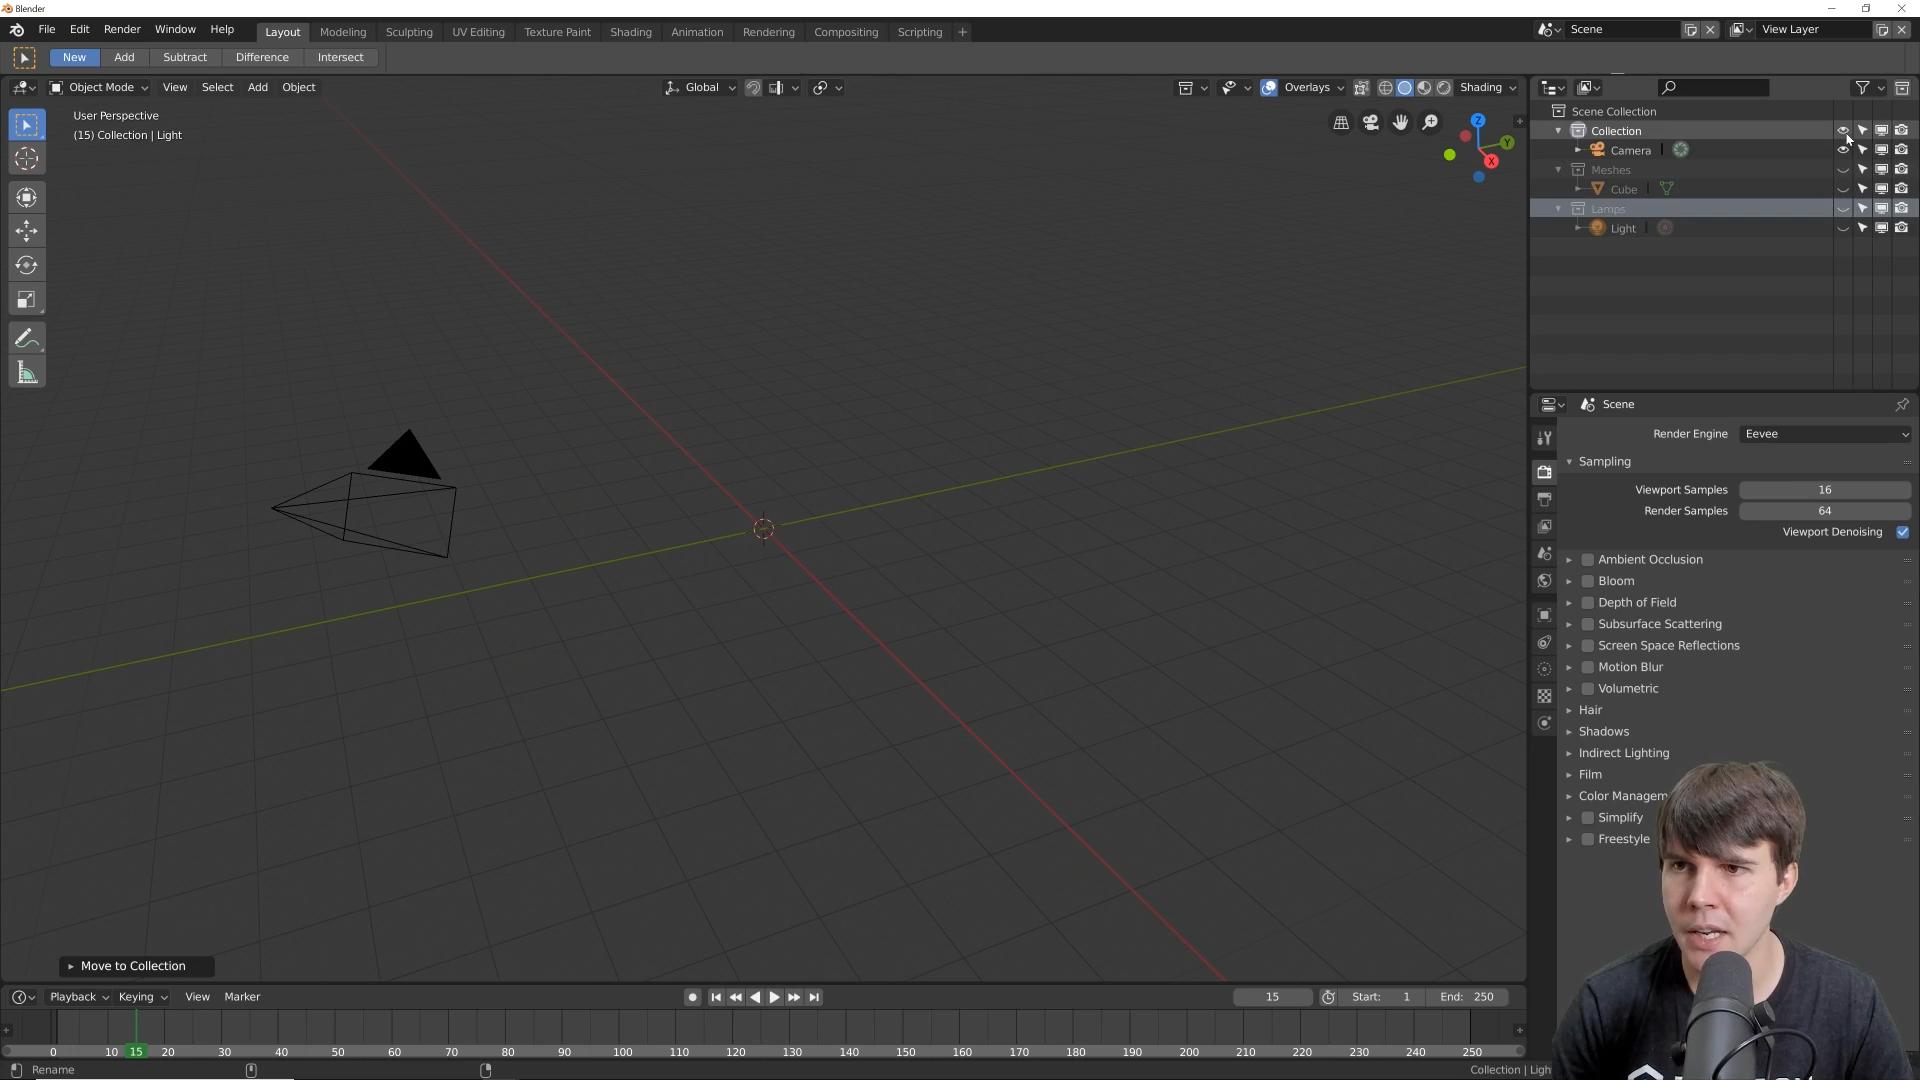 Blender
File Edit Render Window Help Layout Modeling Sculpting UV Editing Texture Paint Shading Animation Rendering Compositing Scripting + Scene View Layer
New Add Subtract Difference Intersect
Object Mode View Select Add Object Global Overlays Shading
User Perspective
(15) Collection | Light
Z
Y
X
Scene Collection
Collection
Camera
Meshes
Cube
Lamps
Light
Scene
Render Engine Eevee
Sampling
Viewport Samples 16
Render Samples 64
Viewport Denoising
Ambient Occlusion
Bloom
Depth of Field
Subsurface Scattering
Screen Space Reflections
Motion Blur
Volumetric
Hair
Shadows
Indirect Lighting
Film
Color Managem
Simplify
Freestyle
Move to Collection
Playback Keying View Marker 15 Start: 1 End: 250
0 10 15 20 30 40 50 60 70 80 90 100 110 120 130 140 150 160 170 180 190 200 210 220 230 240 250
Rename Collection | Ligh